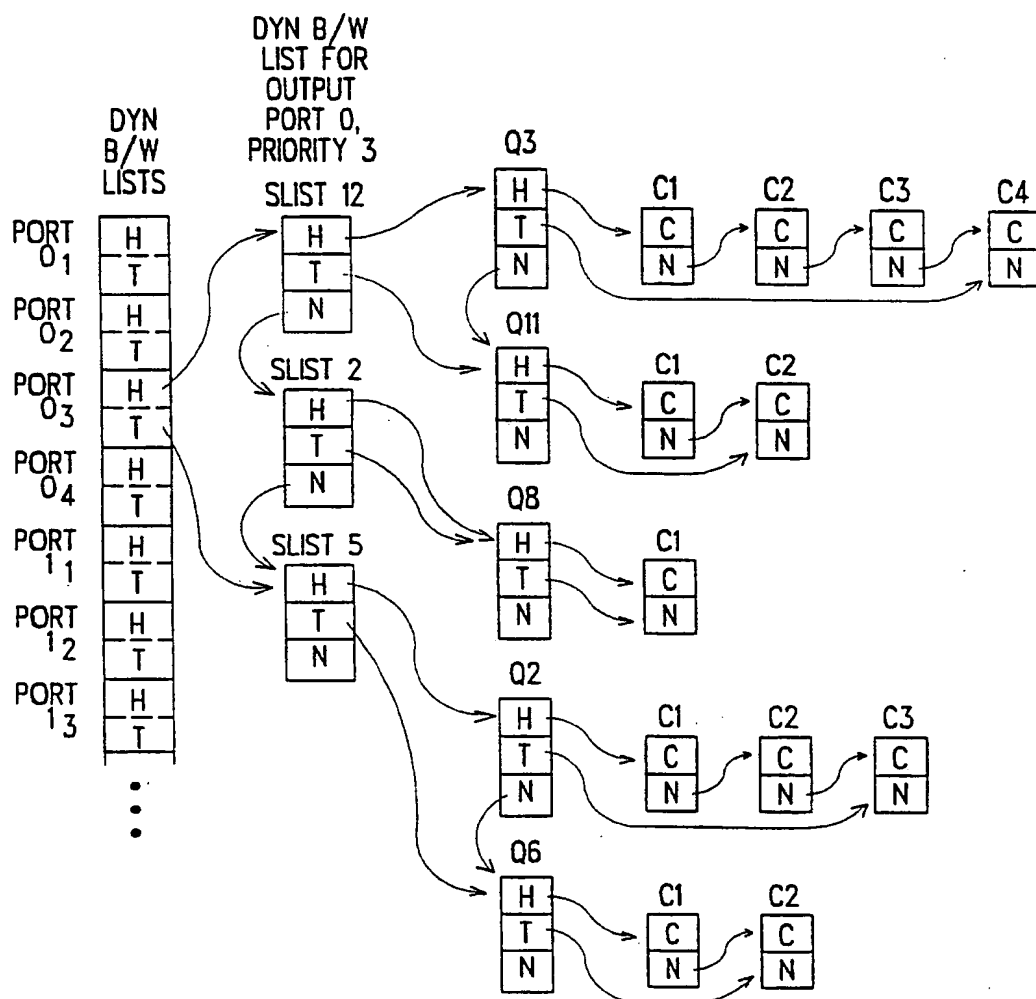 DYN B/W
LIST FOR
OUTPUT
PORT 0,
PRIORITY 3
DYN
B/W
LISTS
PORT
0 1
H
T
PORT
0 2
H
T
PORT
0 3
H
T
PORT
0 4
H
T
PORT
1 1
H
T
PORT
1 2
H
T
PORT
1 3
H
T
SLIST 12
H
T
N
SLIST 2
H
T
N
SLIST 5
H
T
N
Q3
H
T
N
C1
C
N
C2
C
N
C3
C
N
C4
C
N
Q11
H
T
N
C1
C
N
C2
C
N
Q8
H
T
N
C1
C
N
Q2
H
T
N
C1
C
N
C2
C
N
C3
C
N
Q6
H
T
N
C1
C
N
C2
C
N